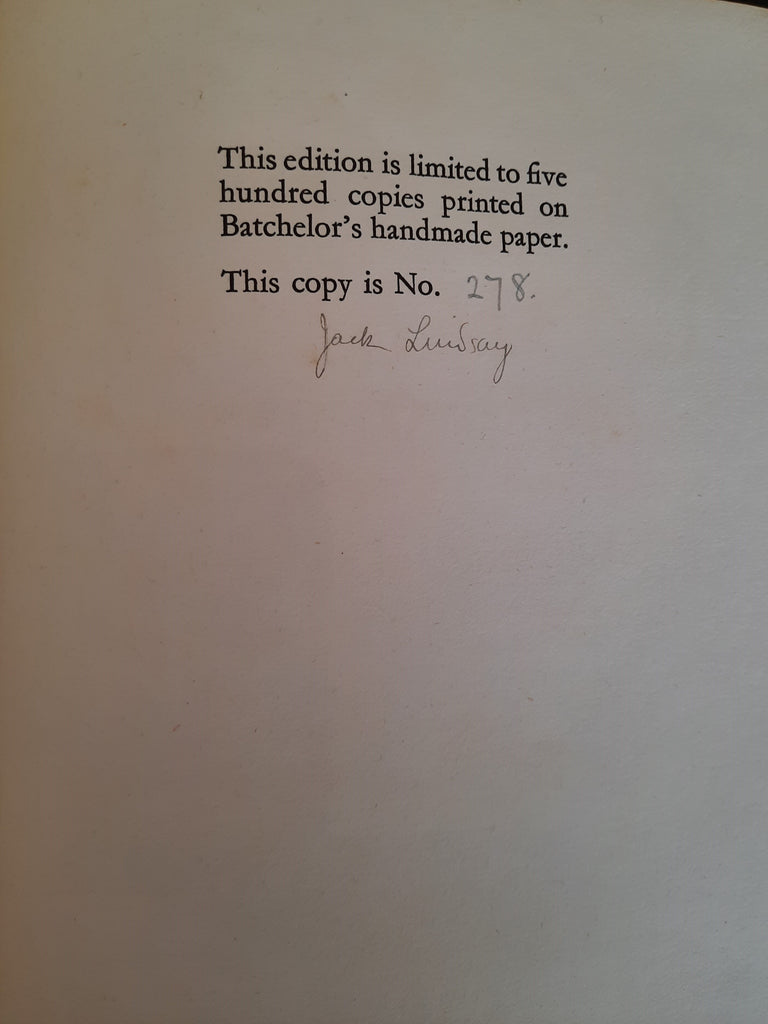 This edition is limited to five
hundred copies printed on
Batchelor's handmade paper.
This copy is No. 278.
Jack Lindsay